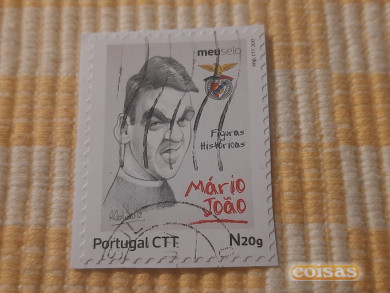 meuselo
Figuras
Históricas
Mário
João
Portugal CTT
N20g
coisas